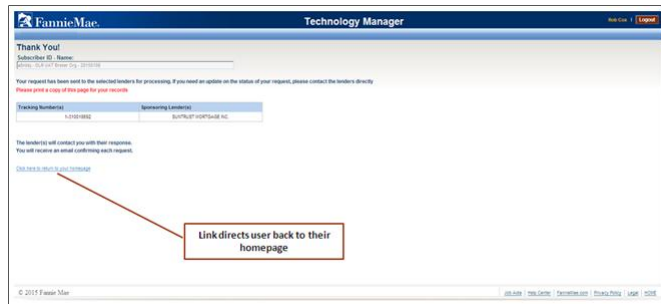 FannieMae.
Technology Manager
Rob Cox | Logout
Thank You!
Subscriber ID - Name:
Your request has been sent to the selected lenders for processing. If you need an update on the status of your request, please contact the lenders directly
Please print a copy of this page for your records
Tracking Number(s) Sponsoring Lender(s)
SUNTRUST MORTGAGE INC
The lender(s) will contact you with their response.
You will receive an email confirming each request.
Click here to return to your homepage
Link directs user back to their
homepage
© 2015 Fannie Mae
Job Aids | Help Center | fanniemae.com | Privacy Policy | Legal | HOME